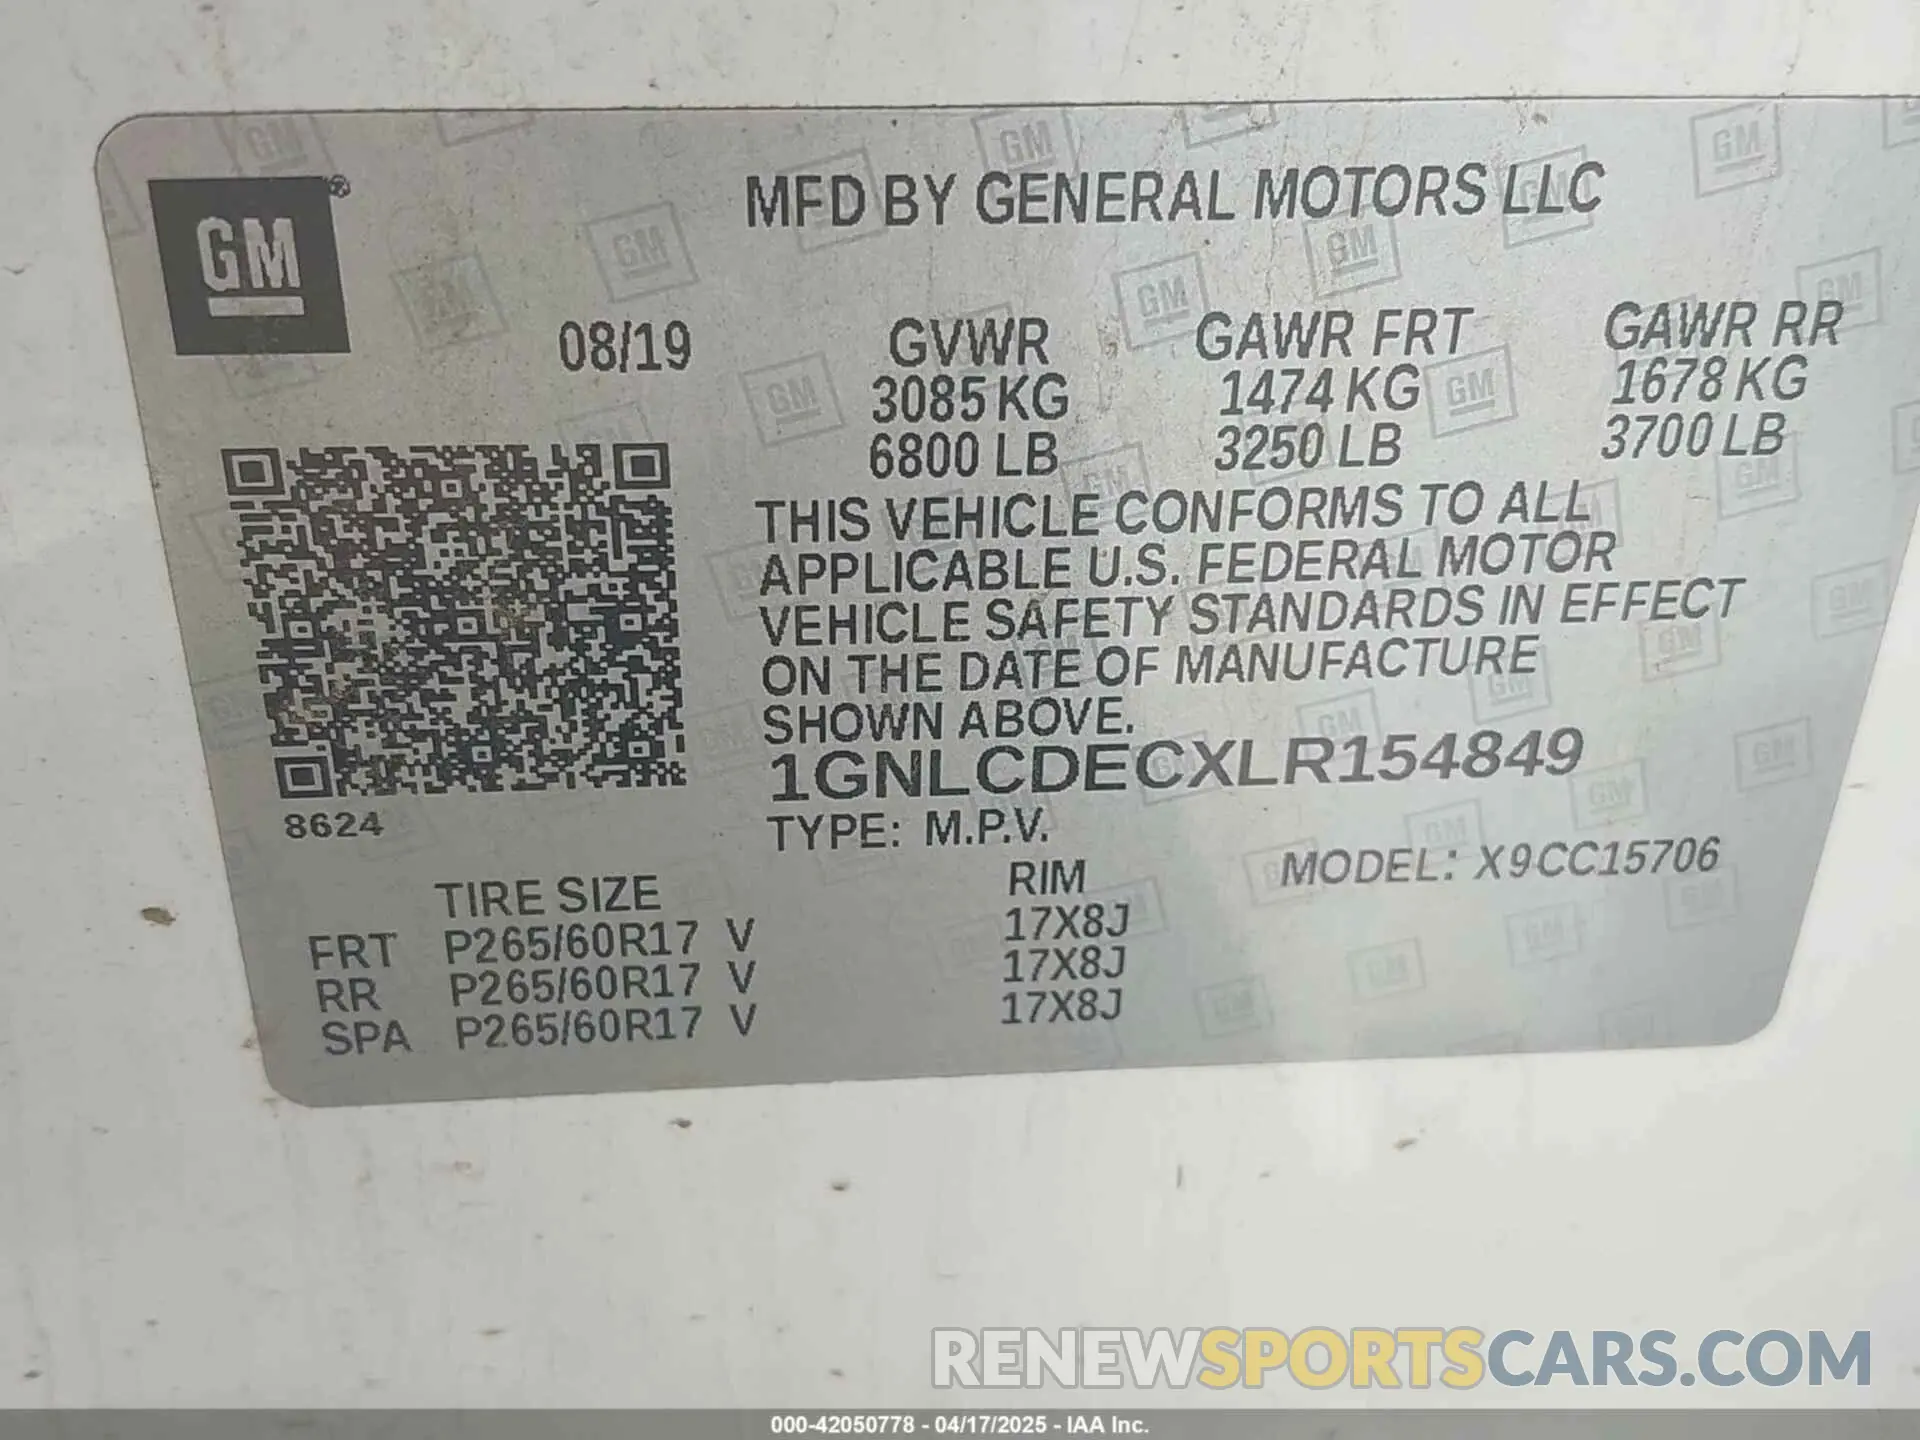 GM®
MFD BY GENERAL MOTORS LLC
08/19
GVWR GAWR FRT GAWR RR
3085 KG 1474 KG 1678 KG
6800 LB 3250 LB 3700 LB
THIS VEHICLE CONFORMS TO ALL
APPLICABLE U.S. FEDERAL MOTOR
VEHICLE SAFETY STANDARDS IN EFFECT
ON THE DATE OF MANUFACTURE
SHOWN ABOVE.
1GNLCDECXLR154849
8624
TYPE: M.P.V.
MODEL: X9CC15706
TIRE SIZE RIM
FRT P265/60R17 V 17X8J
RR P265/60R17 V 17X8J
SPA P265/60R17 V 17X8J
RENEWSPORTSCARS.COM
000-42050778 - 04/17/2025 - IAA Inc.